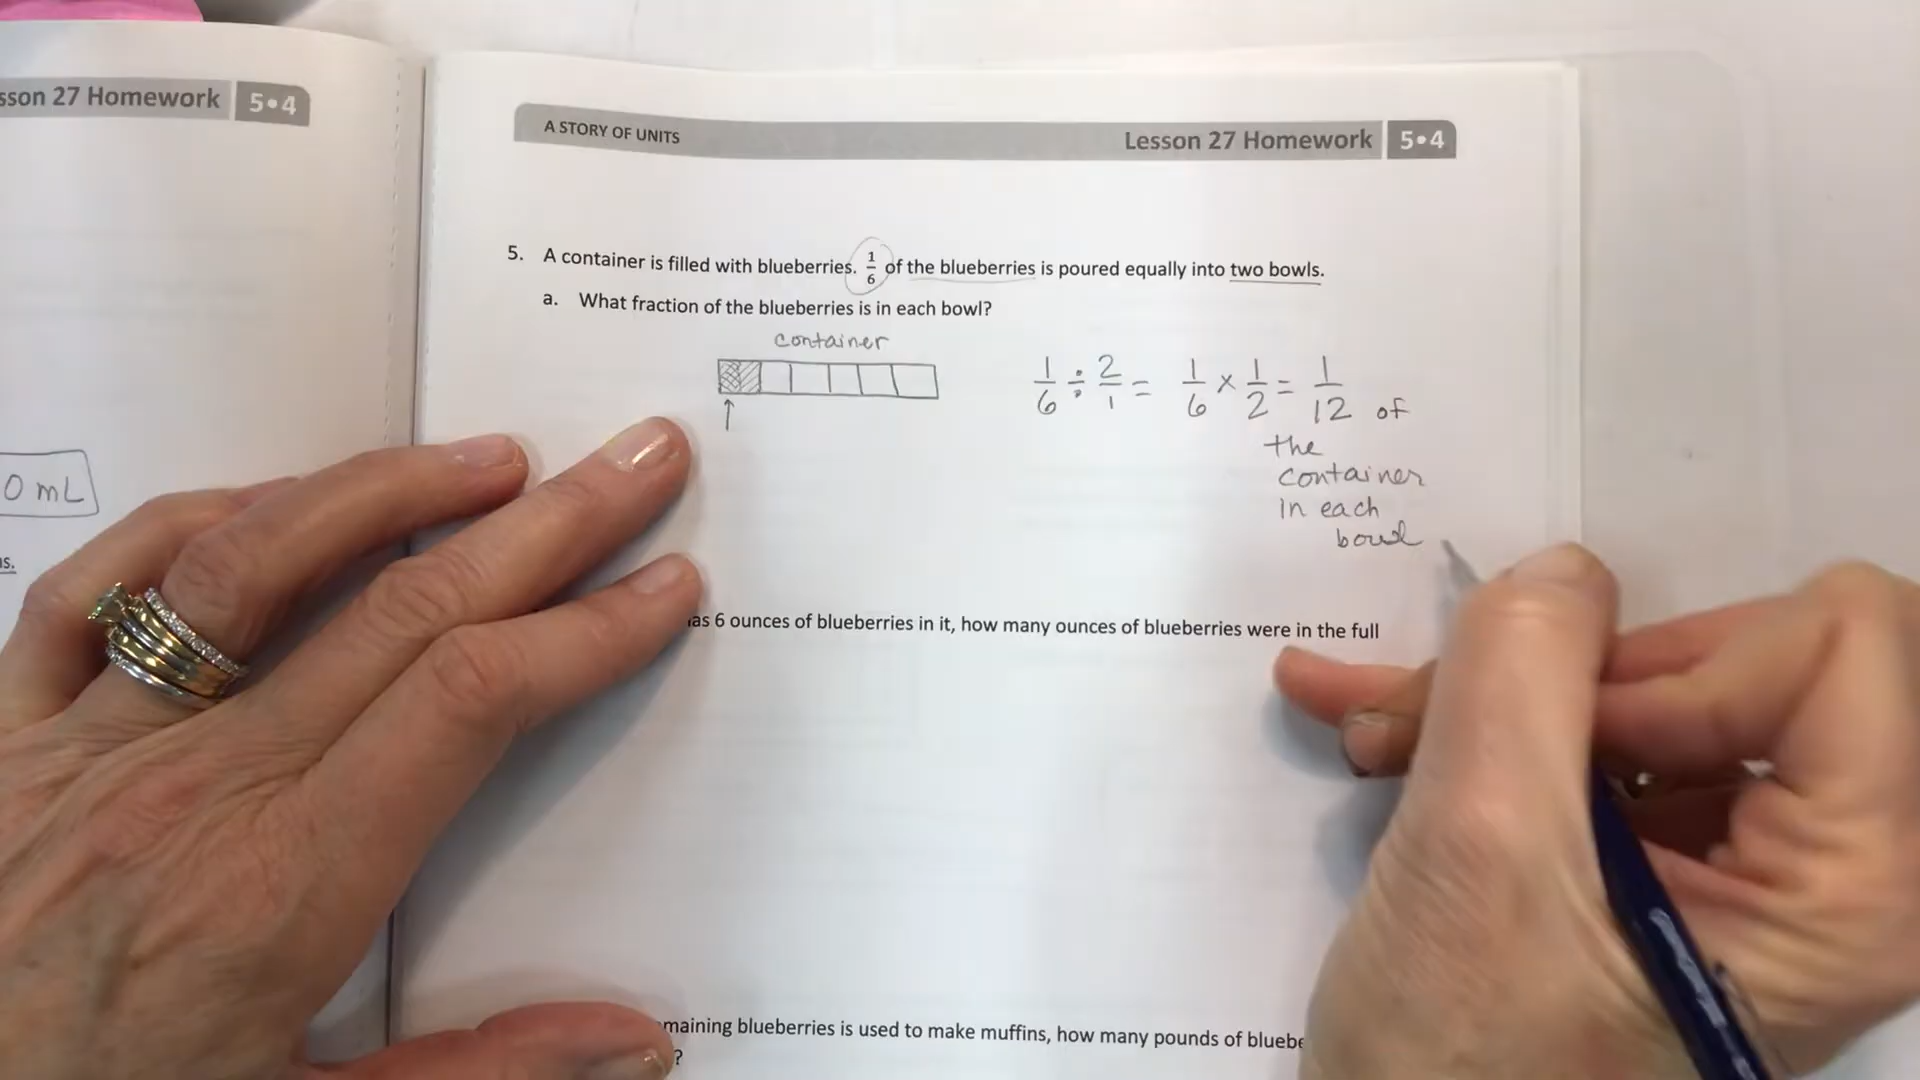 sson 27 Homework 5•4
A STORY OF UNITS
Lesson 27 Homework 5•4
5. A container is filled with blueberries. 1/6 of the blueberries is poured equally into two bowls.
a. What fraction of the blueberries is in each bowl?
container
1/6 ÷ 2/1 = 1/6 × 1/2 = 1/12 of
the
container
in each
bowl
0 mL
s.
as 6 ounces of blueberries in it, how many ounces of blueberries were in the full
maining blueberries is used to make muffins, how many pounds of bluebe
?